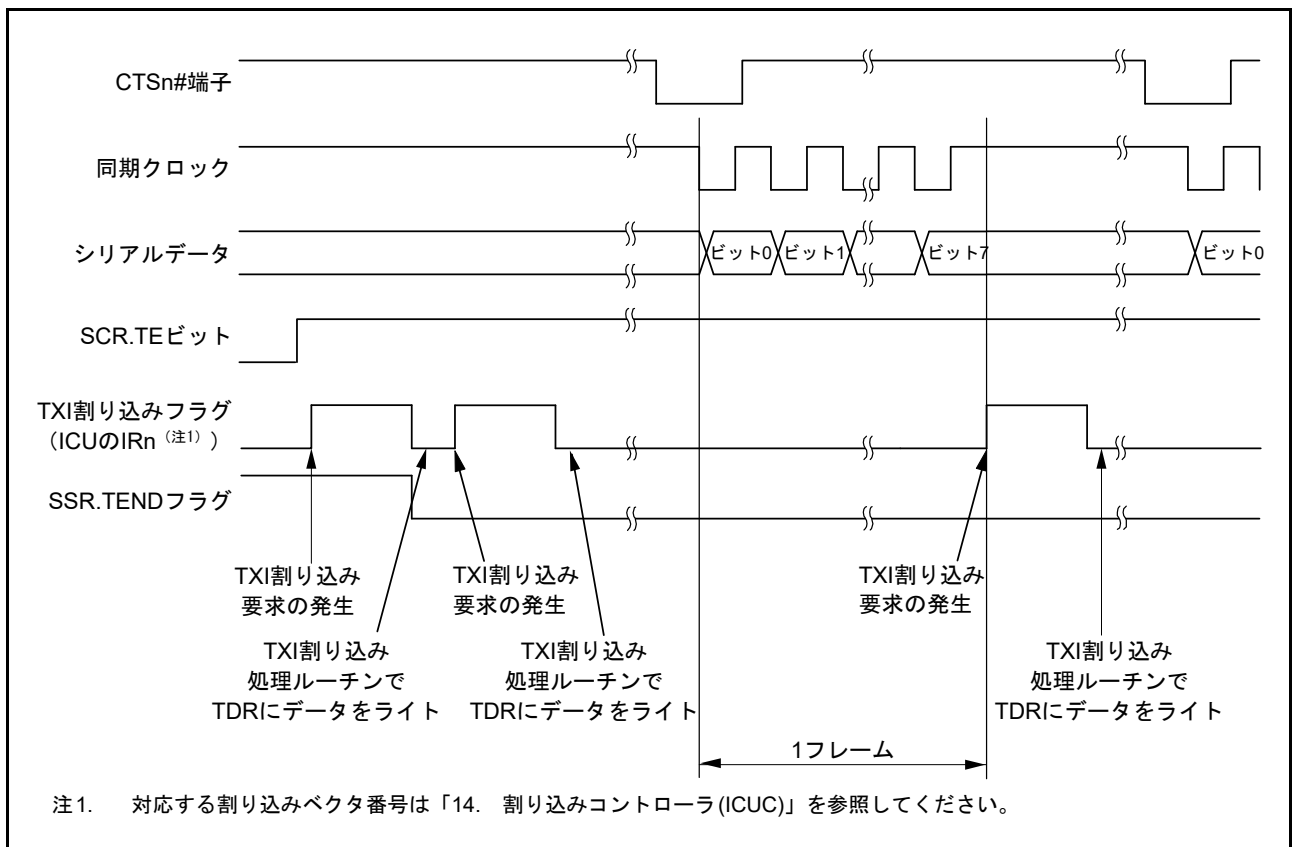 CTSn#端子
同期クロック
シリアルデータ
ビット0
ビット1
ビット7
ビット0
SCR.TEビット
TXI割り込みフラグ
（ICUのIRn（注1））
SSR.TENDフラグ
TXI割り込み
要求の発生
TXI割り込み
要求の発生
TXI割り込み
要求の発生
TXI割り込み
処理ルーチンで
TDRにデータをライト
TXI割り込み
処理ルーチンで
TDRにデータをライト
TXI割り込み
処理ルーチンで
TDRにデータをライト
1フレーム
注1. 対応する割り込みベクタ番号は「14. 割り込みコントローラ(ICUC)」を参照してください。